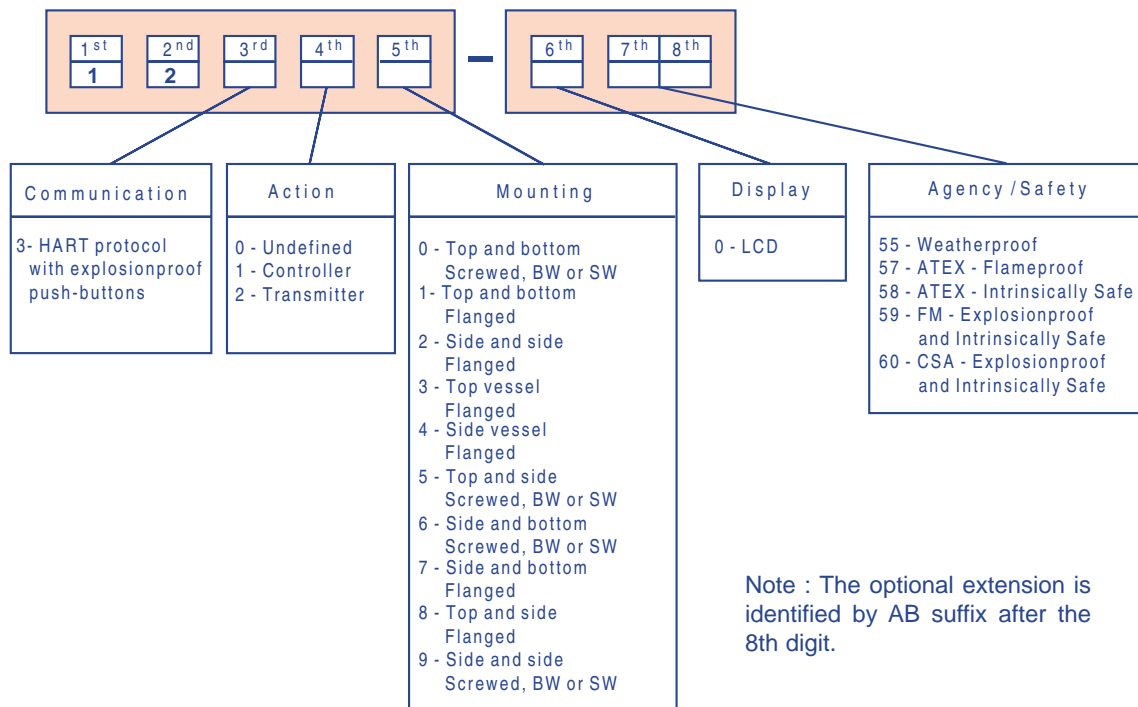 1st 2nd 3rd 4th 5th – 6th 7th 8th
1 2
Communication
3- HART protocol
with explosionproof
push-buttons
Action
0 - Undefined
1 - Controller
2 - Transmitter
Mounting
0 - Top and bottom
Screwed, BW or SW
1- Top and bottom
Flanged
2 - Side and side
Flanged
3 - Top vessel
Flanged
4 - Side vessel
Flanged
5 - Top and side
Screwed, BW or SW
6 - Side and bottom
Screwed, BW or SW
7 - Side and bottom
Flanged
8 - Top and side
Flanged
9 - Side and side
Screwed, BW or SW
Display
0 - LCD
Agency /Safety
55 - Weatherproof
57 - ATEX - Flameproof
58 - ATEX - Intrinsically Safe
59 - FM - Explosionproof
and Intrinsically Safe
60 - CSA - Explosionproof
and Intrinsically Safe
Note : The optional extension is
identified by AB suffix after the
8th digit.